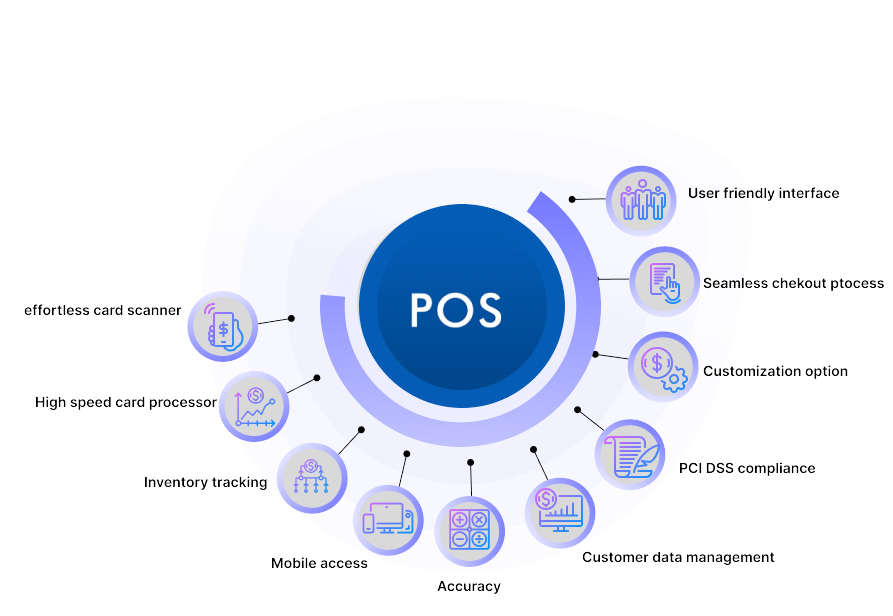 User friendly interface
Seamless chekout ptocess
POS
effortless card scanner
Customization option
High speed card processor
PCI DSS compliance
Inventory tracking
Customer data management
Mobile access
Accuracy